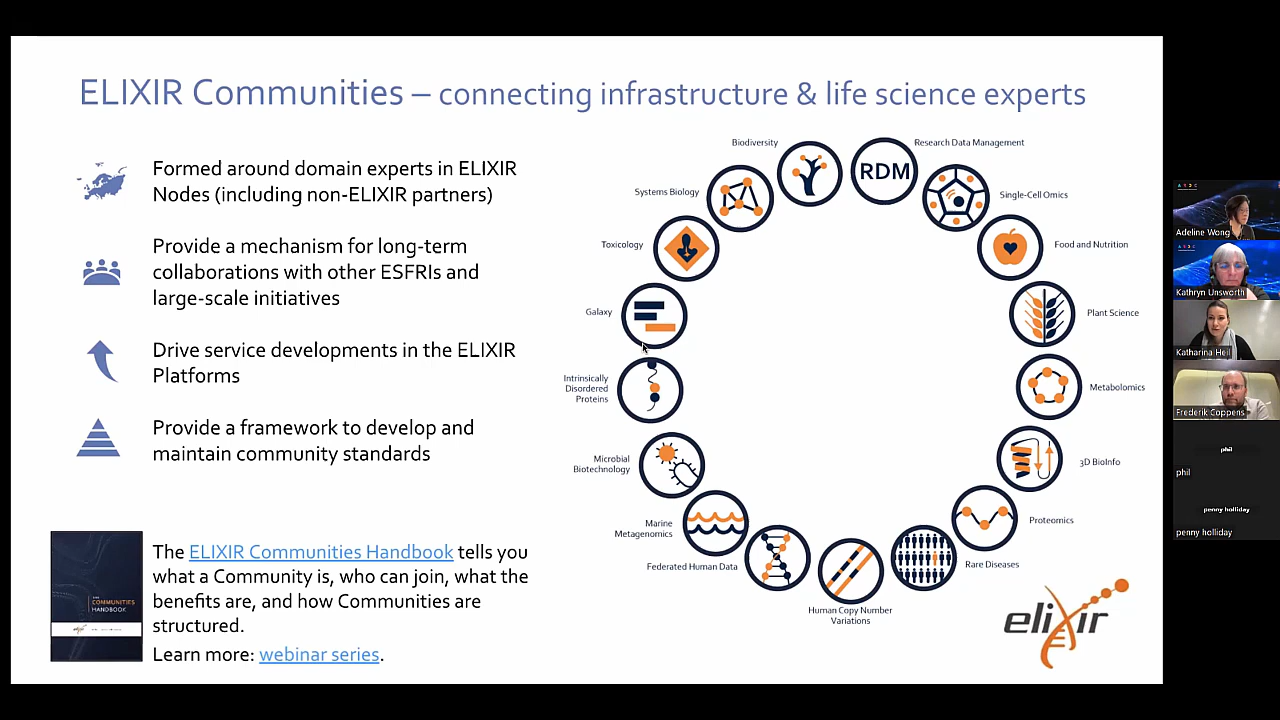 ELIXIR Communities – connecting infrastructure & life science experts
Formed around domain experts in ELIXIR
Nodes (including non-ELIXIR partners)
Provide a mechanism for long-term
collaborations with other ESFRIs and
large-scale initiatives
Drive service developments in the ELIXIR
Platforms
Provide a framework to develop and
maintain community standards
COMMUNITIES
HANDBOOK
The ELIXIR Communities Handbook tells you
what a Community is, who can join, what the
benefits are, and how Communities are
structured.
Learn more: webinar series.
Biodiversity
RDM
Research Data Management
Single-Cell Omics
Food and Nutrition
Plant Science
Metabolomics
3D BioInfo
Proteomics
Rare Diseases
Human Copy Number
Variations
Federated Human Data
Marine
Metagenomics
Microbial
Biotechnology
Intrinsically
Disordered
Proteins
Galaxy
Toxicology
Systems Biology
elixir
Adeline Wong
Kathryn Unsworth
Katharina Heil
Frederik Coppens
phil
phil
penny holliday
penny holliday